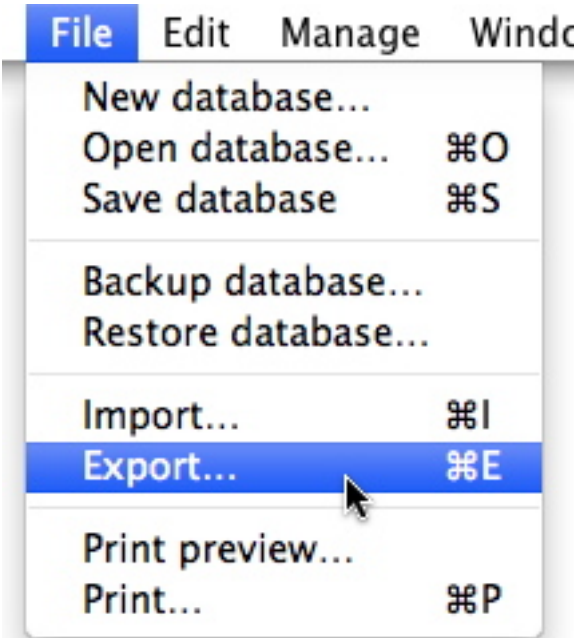 File Edit Manage
New database...
Open database... ⌘O
Save database ⌘S
Backup database...
Restore database...
Import... ⌘I
Export... ⌘E
Print preview...
Print... ⌘P